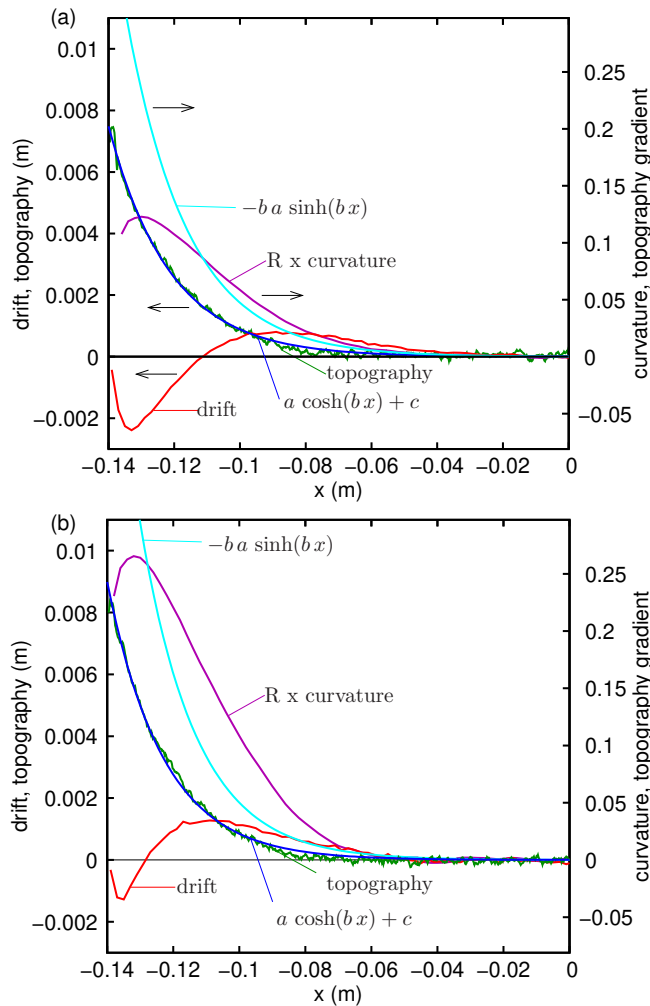 (a)
0.01
0.008
0.006
0.004
0.002
0
−0.002
drift, topography (m)
0.25
0.2
0.15
0.1
0.05
0
−0.05
curvature, topography gradient
−b a sinh(b x)
R x curvature
topography
a cosh(b x) + c
drift
−0.14 −0.12 −0.1 −0.08 −0.06 −0.04 −0.02 0
x (m)
(b)
0.01
0.008
0.006
0.004
0.002
0
−0.002
drift, topography (m)
0.25
0.2
0.15
0.1
0.05
0
−0.05
curvature, topography gradient
−b a sinh(b x)
R x curvature
drift
topography
a cosh(b x) + c
−0.14 −0.12 −0.1 −0.08 −0.06 −0.04 −0.02 0
x (m)